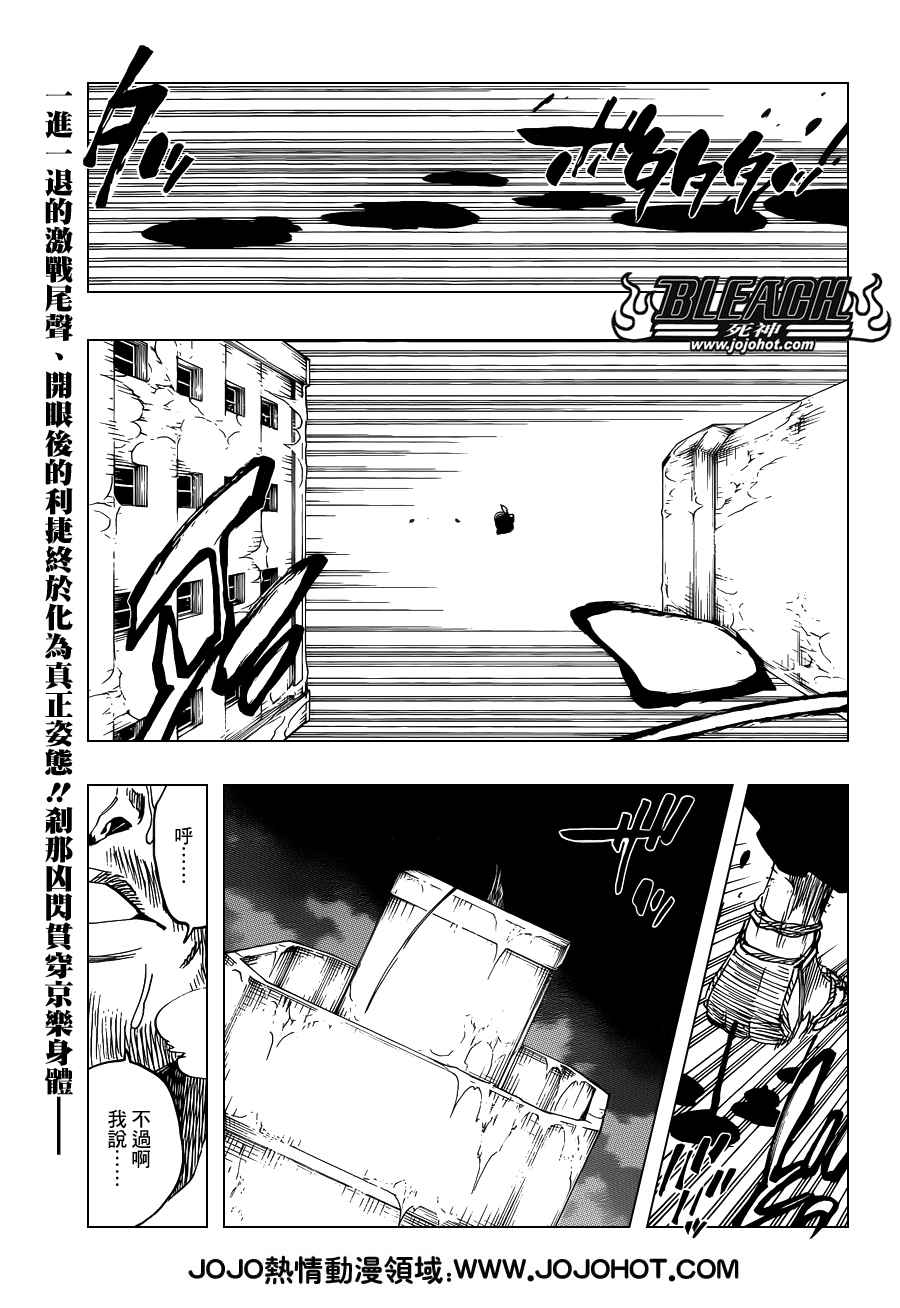 ボタタタッ
タッ
BLEACH
死神
www.jojohot.com
一進一退的激戰尾聲、開眼後的利捷終於化為真正姿態!!剎那凶閃貫穿京樂身體——
呼……
不過啊
我說……
JOJO熱情動漫領域:WWW.JOJOHOT.COM